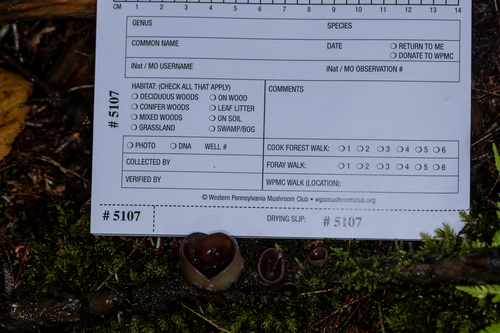 CM 1 2 3 4 5 6 7 8 9 10 11 12 13 14
GENUS SPECIES
COMMON NAME DATE RETURN TO ME
DONATE TO WPMC
iNat / MO USERNAME iNat / MO OBSERVATION #
# 5107
HABITAT: (CHECK ALL THAT APPLY) COMMENTS
DECIDUOUS WOODS ON WOOD
CONIFER WOODS LEAF LITTER
MIXED WOODS ON SOIL
GRASSLAND SWAMP/BOG
PHOTO DNA WELL # COOK FOREST WALK: 1 2 3 4 5 6
COLLECTED BY FORAY WALK: 1 2 3 4 5 6
VERIFIED BY WPMC WALK (LOCATION):
© Western Pennsylvania Mushroom Club • wpamushroomclub.org
# 5107 DRYING SLIP: # 5107